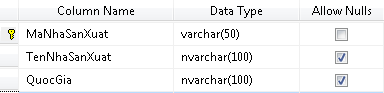 Column Name Data Type Allow Nulls
MaNhaSanXuat varchar(50)
TenNhaSanXuat nvarchar(100)
QuocGia nvarchar(100)